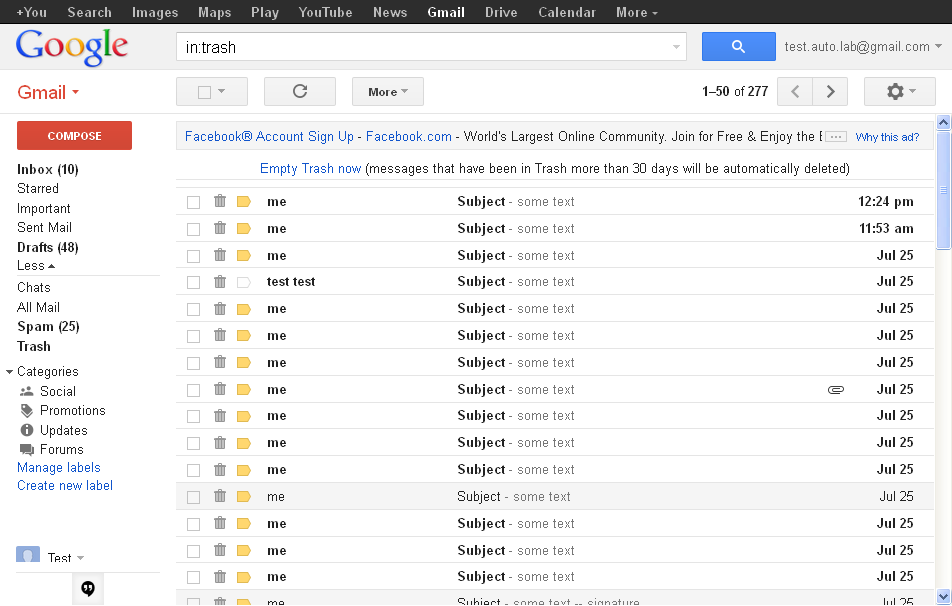 +You Search Images Maps Play YouTube News Gmail Drive Calendar More
Google in:trash test.auto.lab@gmail.com
Gmail More 1–50 of 277
COMPOSE
Inbox (10)
Starred
Important
Sent Mail
Drafts (48)
Less
Chats
All Mail
Spam (25)
Trash
Categories
Social
Promotions
Updates
Forums
Manage labels
Create new label
Test
Facebook® Account Sign Up - Facebook.com - World's Largest Online Community. Join for Free & Enjoy the Why this ad?
Empty Trash now (messages that have been in Trash more than 30 days will be automatically deleted)
me Subject - some text 12:24 pm
me Subject - some text 11:53 am
me Subject - some text Jul 25
test test Subject - some text Jul 25
me Subject - some text Jul 25
me Subject - some text Jul 25
me Subject - some text Jul 25
me Subject - some text Jul 25
me Subject - some text Jul 25
me Subject - some text Jul 25
me Subject - some text Jul 25
me Subject - some text Jul 25
me Subject - some text Jul 25
me Subject - some text Jul 25
me Subject - some text Jul 25
me Subject - some text -- signature Jul 25